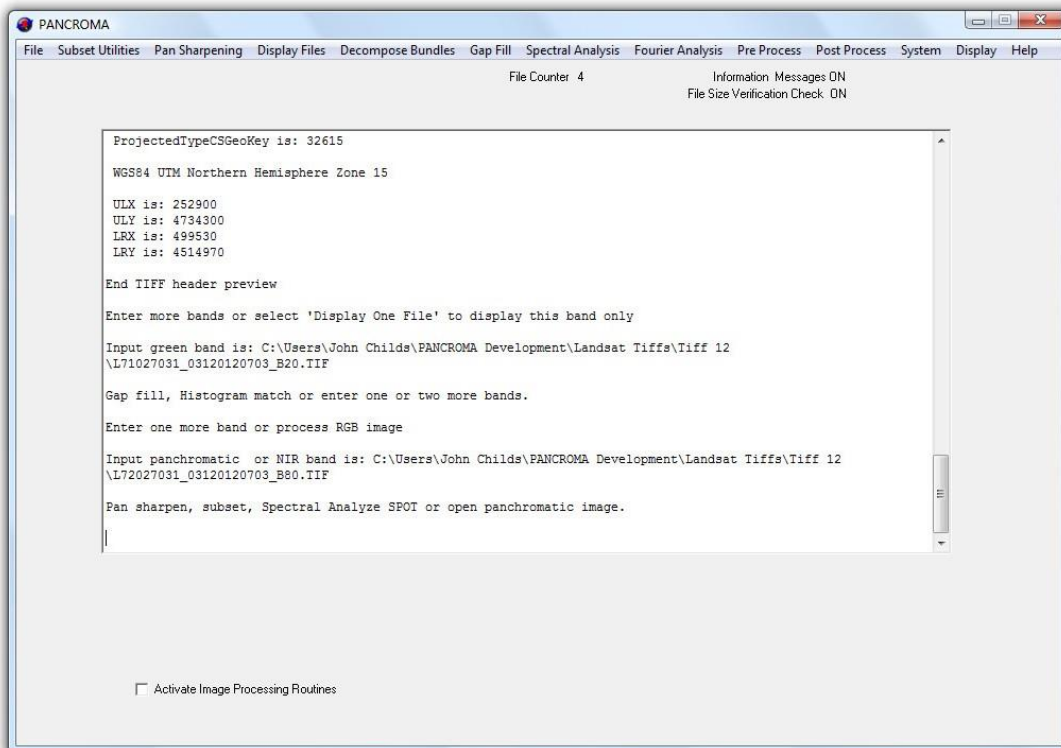 PANCROMA
File Subset Utilities Pan Sharpening Display Files Decompose Bundles Gap Fill Spectral Analysis Fourier Analysis Pre Process Post Process System Display Help
File Counter 4 Information Messages ON
File Size Verification Check ON
ProjectedTypeCSGeoKey is: 32615
WGS84 UTM Northern Hemisphere Zone 15
ULX is: 252900
ULY is: 4734300
LRX is: 499530
LRY is: 4514970
End TIFF header preview
Enter more bands or select 'Display One File' to display this band only
Input green band is: C:\Users\John Childs\PANCROMA Development\Landsat Tiffs\Tiff 12
\L71027031_03120120703_B20.TIF
Gap fill, Histogram match or enter one or two more bands.
Enter one more band or process RGB image
Input panchromatic  or NIR band is: C:\Users\John Childs\PANCROMA Development\Landsat Tiffs\Tiff 12
\L72027031_03120120703_B80.TIF
Pan sharpen, subset, Spectral Analyze SPOT or open panchromatic image.
Activate Image Processing Routines